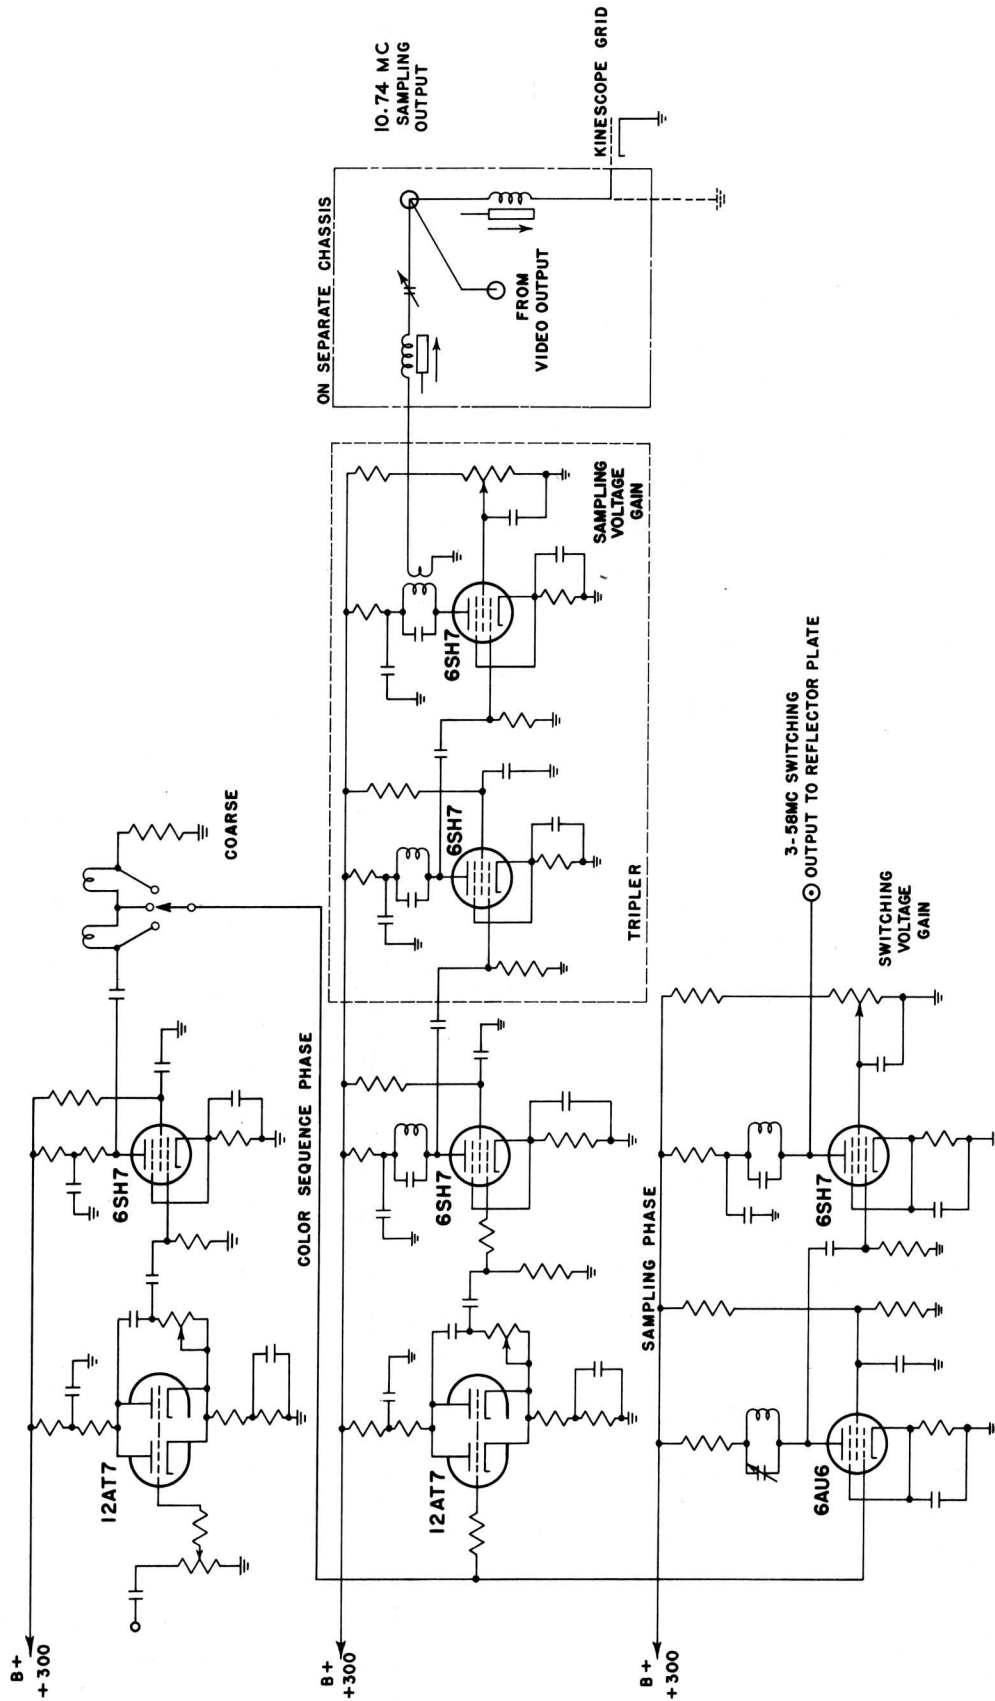 B+
+300
12AT7
6SH7
COARSE
COLOR SEQUENCE PHASE
B+
+300
12AT7
6SH7
6SH7
6SH7
TRIPLER
SAMPLING
VOLTAGE
GAIN
ON SEPARATE CHASSIS
FROM
VIDEO OUTPUT
10.74 MC
SAMPLING
OUTPUT
KINESCOPE GRID
SAMPLING PHASE
B+
+300
6AU6
6SH7
3-58MC SWITCHING
OUTPUT TO REFLECTOR PLATE
SWITCHING
VOLTAGE
GAIN